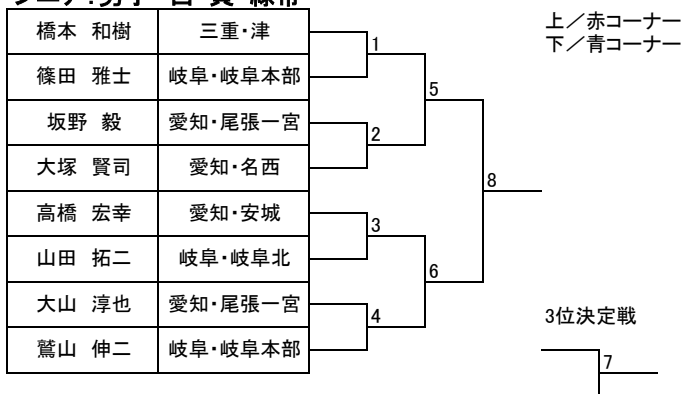 橋本 和樹 三重・津
篠田 雅士 岐阜・岐阜本部
坂野 毅 愛知・尾張一宮
大塚 賢司 愛知・名西
高橋 宏幸 愛知・安城
山田 拓二 岐阜・岐阜北
大山 淳也 愛知・尾張一宮
鷲山 伸二 岐阜・岐阜本部
1
2
3
4
5
6
8
上／赤コーナー
下／青コーナー
3位決定戦
7